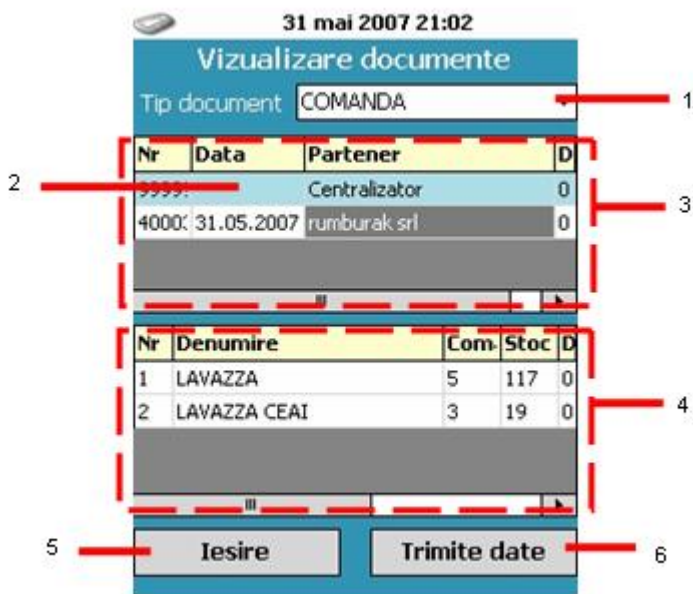 31 mai 2007 21:02
Vizualizare documente
Tip document COMANDA
1
Nr Data Partener D
2
Centralizator 0
3
31.05.2007 rumburak srl 0
Nr Denumire Com Stoc D
1 LAVAZZA 5 117 0
4
2 LAVAZZA CEAI 3 19 0
5
Iesire Trimite date
6